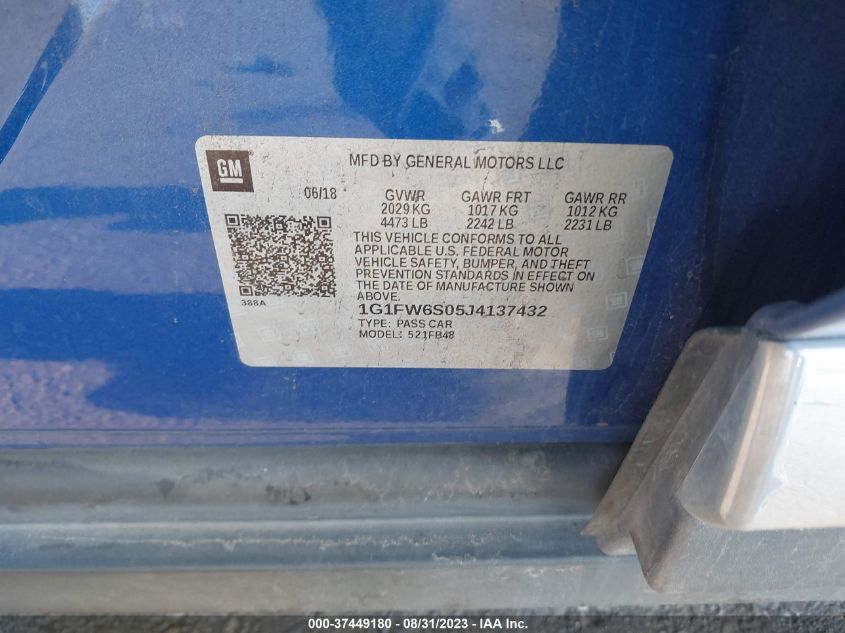 GM
MFD BY GENERAL MOTORS LLC
06/18 GVWR GAWR FRT GAWR RR
2029 KG 1017 KG 1012 KG
4473 LB 2242 LB 2231 LB
THIS VEHICLE CONFORMS TO ALL
APPLICABLE U.S. FEDERAL MOTOR
VEHICLE SAFETY, BUMPER, AND THEFT
PREVENTION STANDARDS IN EFFECT ON
THE DATE OF MANUFACTURE SHOWN
ABOVE.
388A
1G1FW6S05J4137432
TYPE: PASS CAR
MODEL: 521FB48
000-37449180 - 08/31/2023 - IAA Inc.